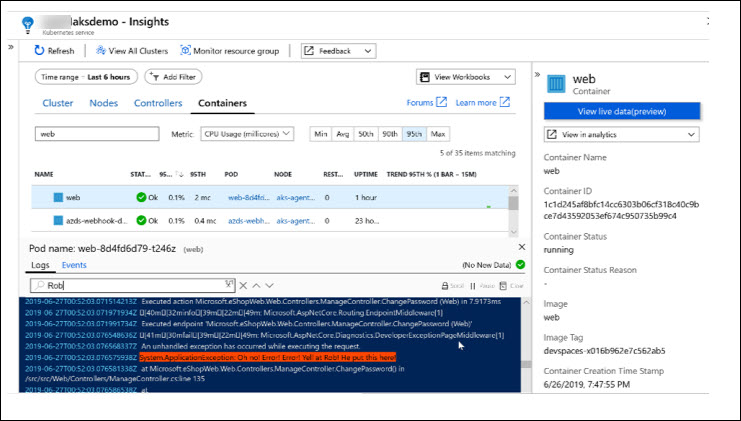 laksdemo - Insights
Kubernetes service
Refresh
View All Clusters
Monitor resource group
Feedback
Time range = Last 6 hours
Add Filter
View Workbooks
Cluster Nodes Controllers Containers
Forums Learn more
web
Metric: CPU Usage (millicores)
Min Avg 50th 90th 95th Max
5 of 35 items matching
NAME STAT... 95... 95TH POD NODE REST... UPTIME TREND 95TH % (1 BAR = 15M)
web Ok 0.1% 2 mc web-8d4fd... aks-agent... 0 1 hour
azds-webhook-d... Ok 0.1% 0.4 mc azds-webh... aks-agent... 0 23 ho...
Pod name: web-8d4fd6d79-t246z (web)
Logs Events
(No New Data)
Rob
Scroll Pause Clear
2019-06-27T00:52:03.071514213Z Executed action Microsoft.eShopWeb.Web.Controllers.ManageController.ChangePassword (Web) in 7.9173ms
2019-06-27T00:52:03.071971934Z [40m[32minfo[39m[22m[49m: Microsoft.AspNetCore.Routing.EndpointMiddleware[1]
2019-06-27T00:52:03.071991734Z Executed endpoint 'Microsoft.eShopWeb.Web.Controllers.ManageController.ChangePassword (Web)'
2019-06-27T00:52:03.076548636Z [41m[30mfail[39m[22m[49m: Microsoft.AspNetCore.Diagnostics.DeveloperExceptionPageMiddleware[1]
2019-06-27T00:52:03.076568337Z An unhandled exception has occurred while executing the request.
2019-06-27T00:52:03.076575938Z System.ApplicationException: Oh no! Error! Error! Yell at Rob! He put this here!
2019-06-27T00:52:03.076581338Z at Microsoft.eShopWeb.Web.Controllers.ManageController.ChangePassword() in
/src/src/Web/Controllers/ManageController.cs:line 135
2019-06-27T00:52:03.076585838Z at
web
Container
View live data(preview)
View in analytics
Container Name
web
Container ID
1c1d245af8bfc14cc6303b06cf318c40c9b
ce7d43592053ef674c950735b99c4
Container Status
running
Container Status Reason
-
Image
web
Image Tag
devspaces-x016b962e7c562ab5
Container Creation Time Stamp
6/26/2019, 7:47:55 PM